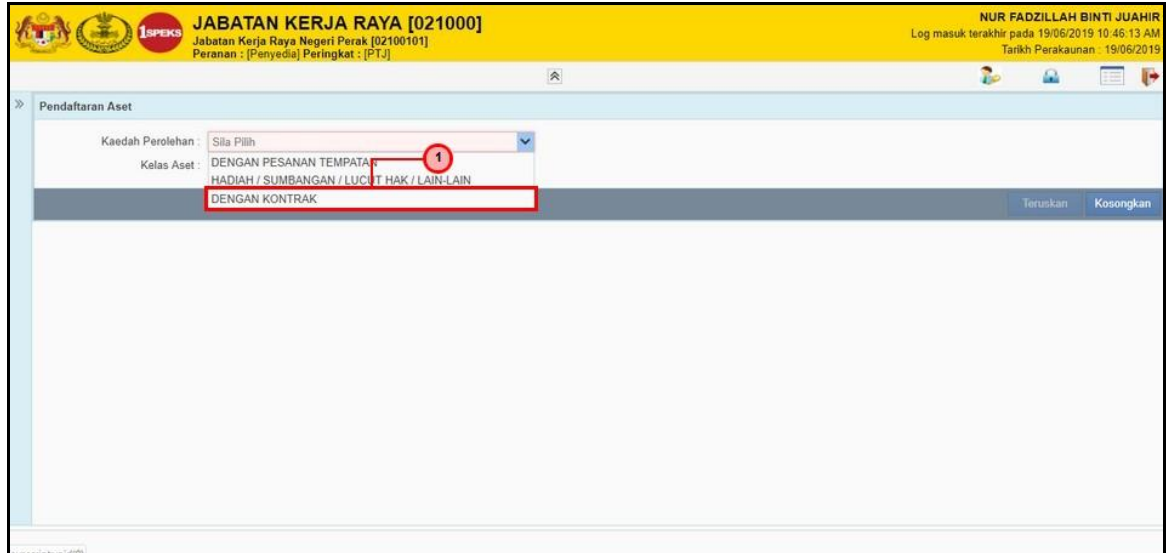 1SPEKS
JABATAN KERJA RAYA [021000]
Jabatan Kerja Raya Negeri Perak [02100101]
Peranan : [Penyedia] Peringkat : [PTJ]
NUR FADZILLAH BINTI JUAHIR
Log masuk terakhir pada 19/06/2019 10:46:13 AM
Tarikh Perakaunan : 19/06/2019
Pendaftaran Aset
Kaedah Perolehan : Sila Pilih
Kelas Aset :
DENGAN PESANAN TEMPATAN
1
HADIAH / SUMBANGAN / LUCUT HAK / LAIN-LAIN
DENGAN KONTRAK
Teruskan Kosongkan